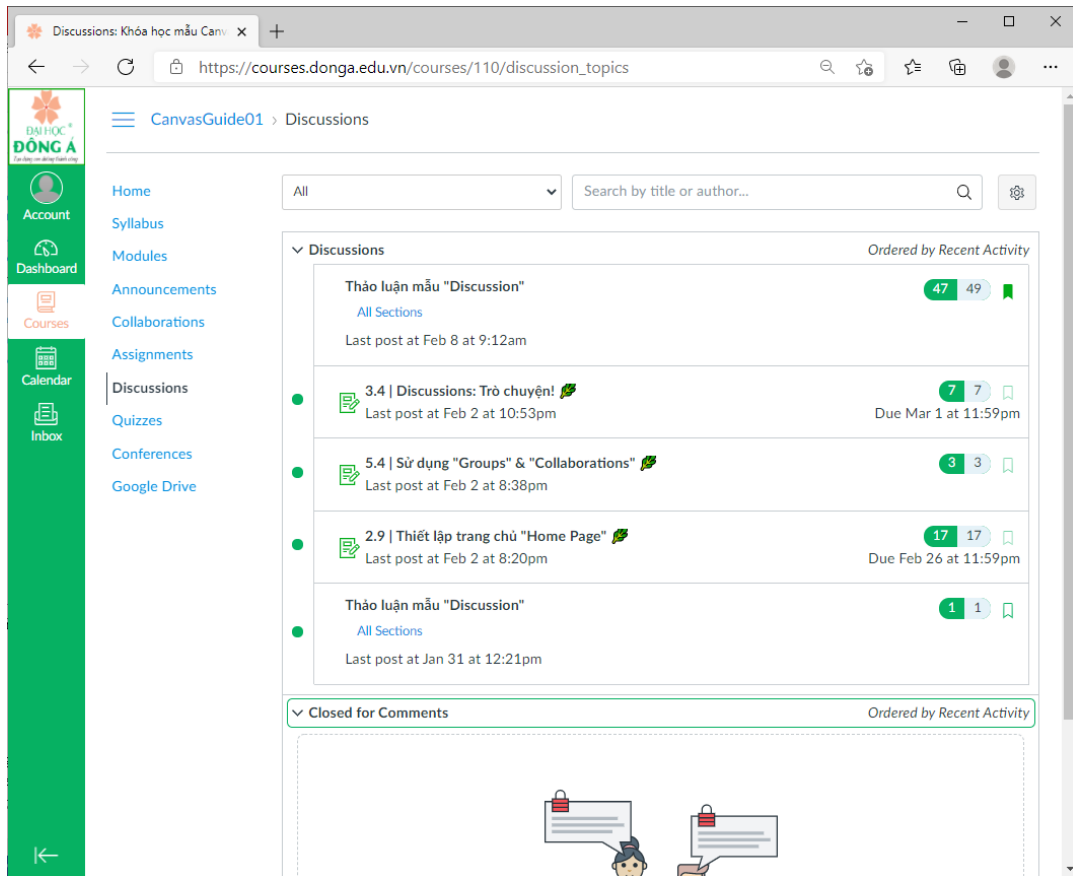 Discussions: Khóa học mẫu Canv
https://courses.donga.edu.vn/courses/110/discussion_topics
ĐẠI HỌC
ĐÔNG Á
CanvasGuide01 › Discussions
Account
Dashboard
Courses
Calendar
Inbox
Home
Syllabus
Modules
Announcements
Collaborations
Assignments
Discussions
Quizzes
Conferences
Google Drive
All
Search by title or author...
Discussions
Ordered by Recent Activity
Thảo luận mẫu "Discussion"
47 49
All Sections
Last post at Feb 8 at 9:12am
3.4 | Discussions: Trò chuyện!
7 7
Last post at Feb 2 at 10:53pm
Due Mar 1 at 11:59pm
5.4 | Sử dụng "Groups" & "Collaborations"
3 3
Last post at Feb 2 at 8:38pm
2.9 | Thiết lập trang chủ "Home Page"
17 17
Last post at Feb 2 at 8:20pm
Due Feb 26 at 11:59pm
Thảo luận mẫu "Discussion"
1 1
All Sections
Last post at Jan 31 at 12:21pm
Closed for Comments
Ordered by Recent Activity